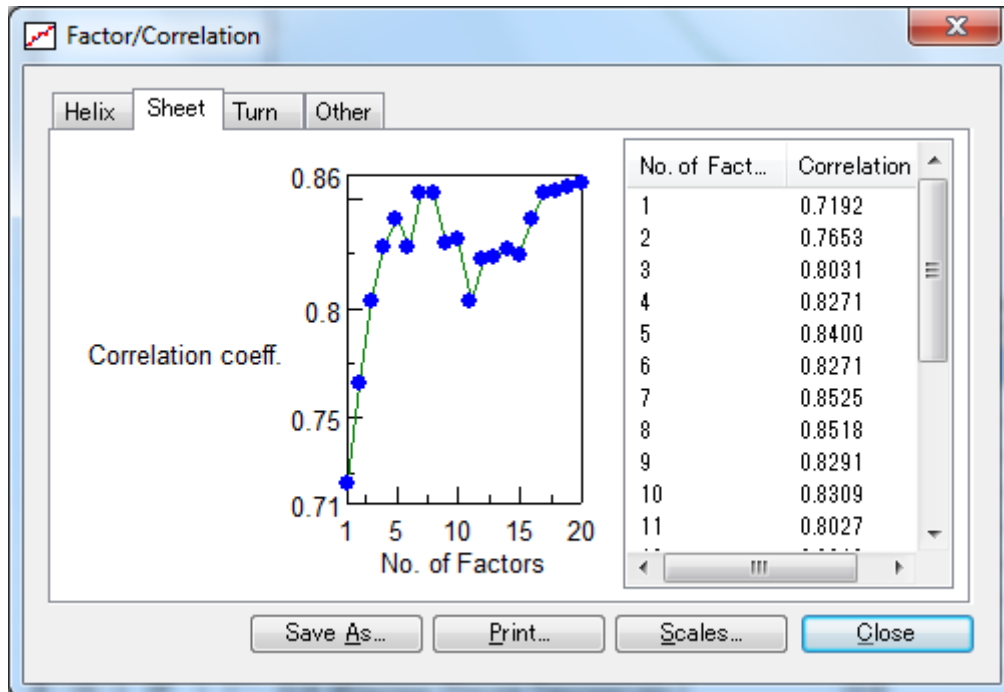 Factor/Correlation
Helix Sheet Turn Other
Correlation coeff.
0.86
0.8
0.75
0.71
1 5 10 15 20
No. of Factors
No. of Fact... Correlation
1 0.7192
2 0.7653
3 0.8031
4 0.8271
5 0.8400
6 0.8271
7 0.8525
8 0.8518
9 0.8291
10 0.8309
11 0.8027
Save As... Print... Scales... Close